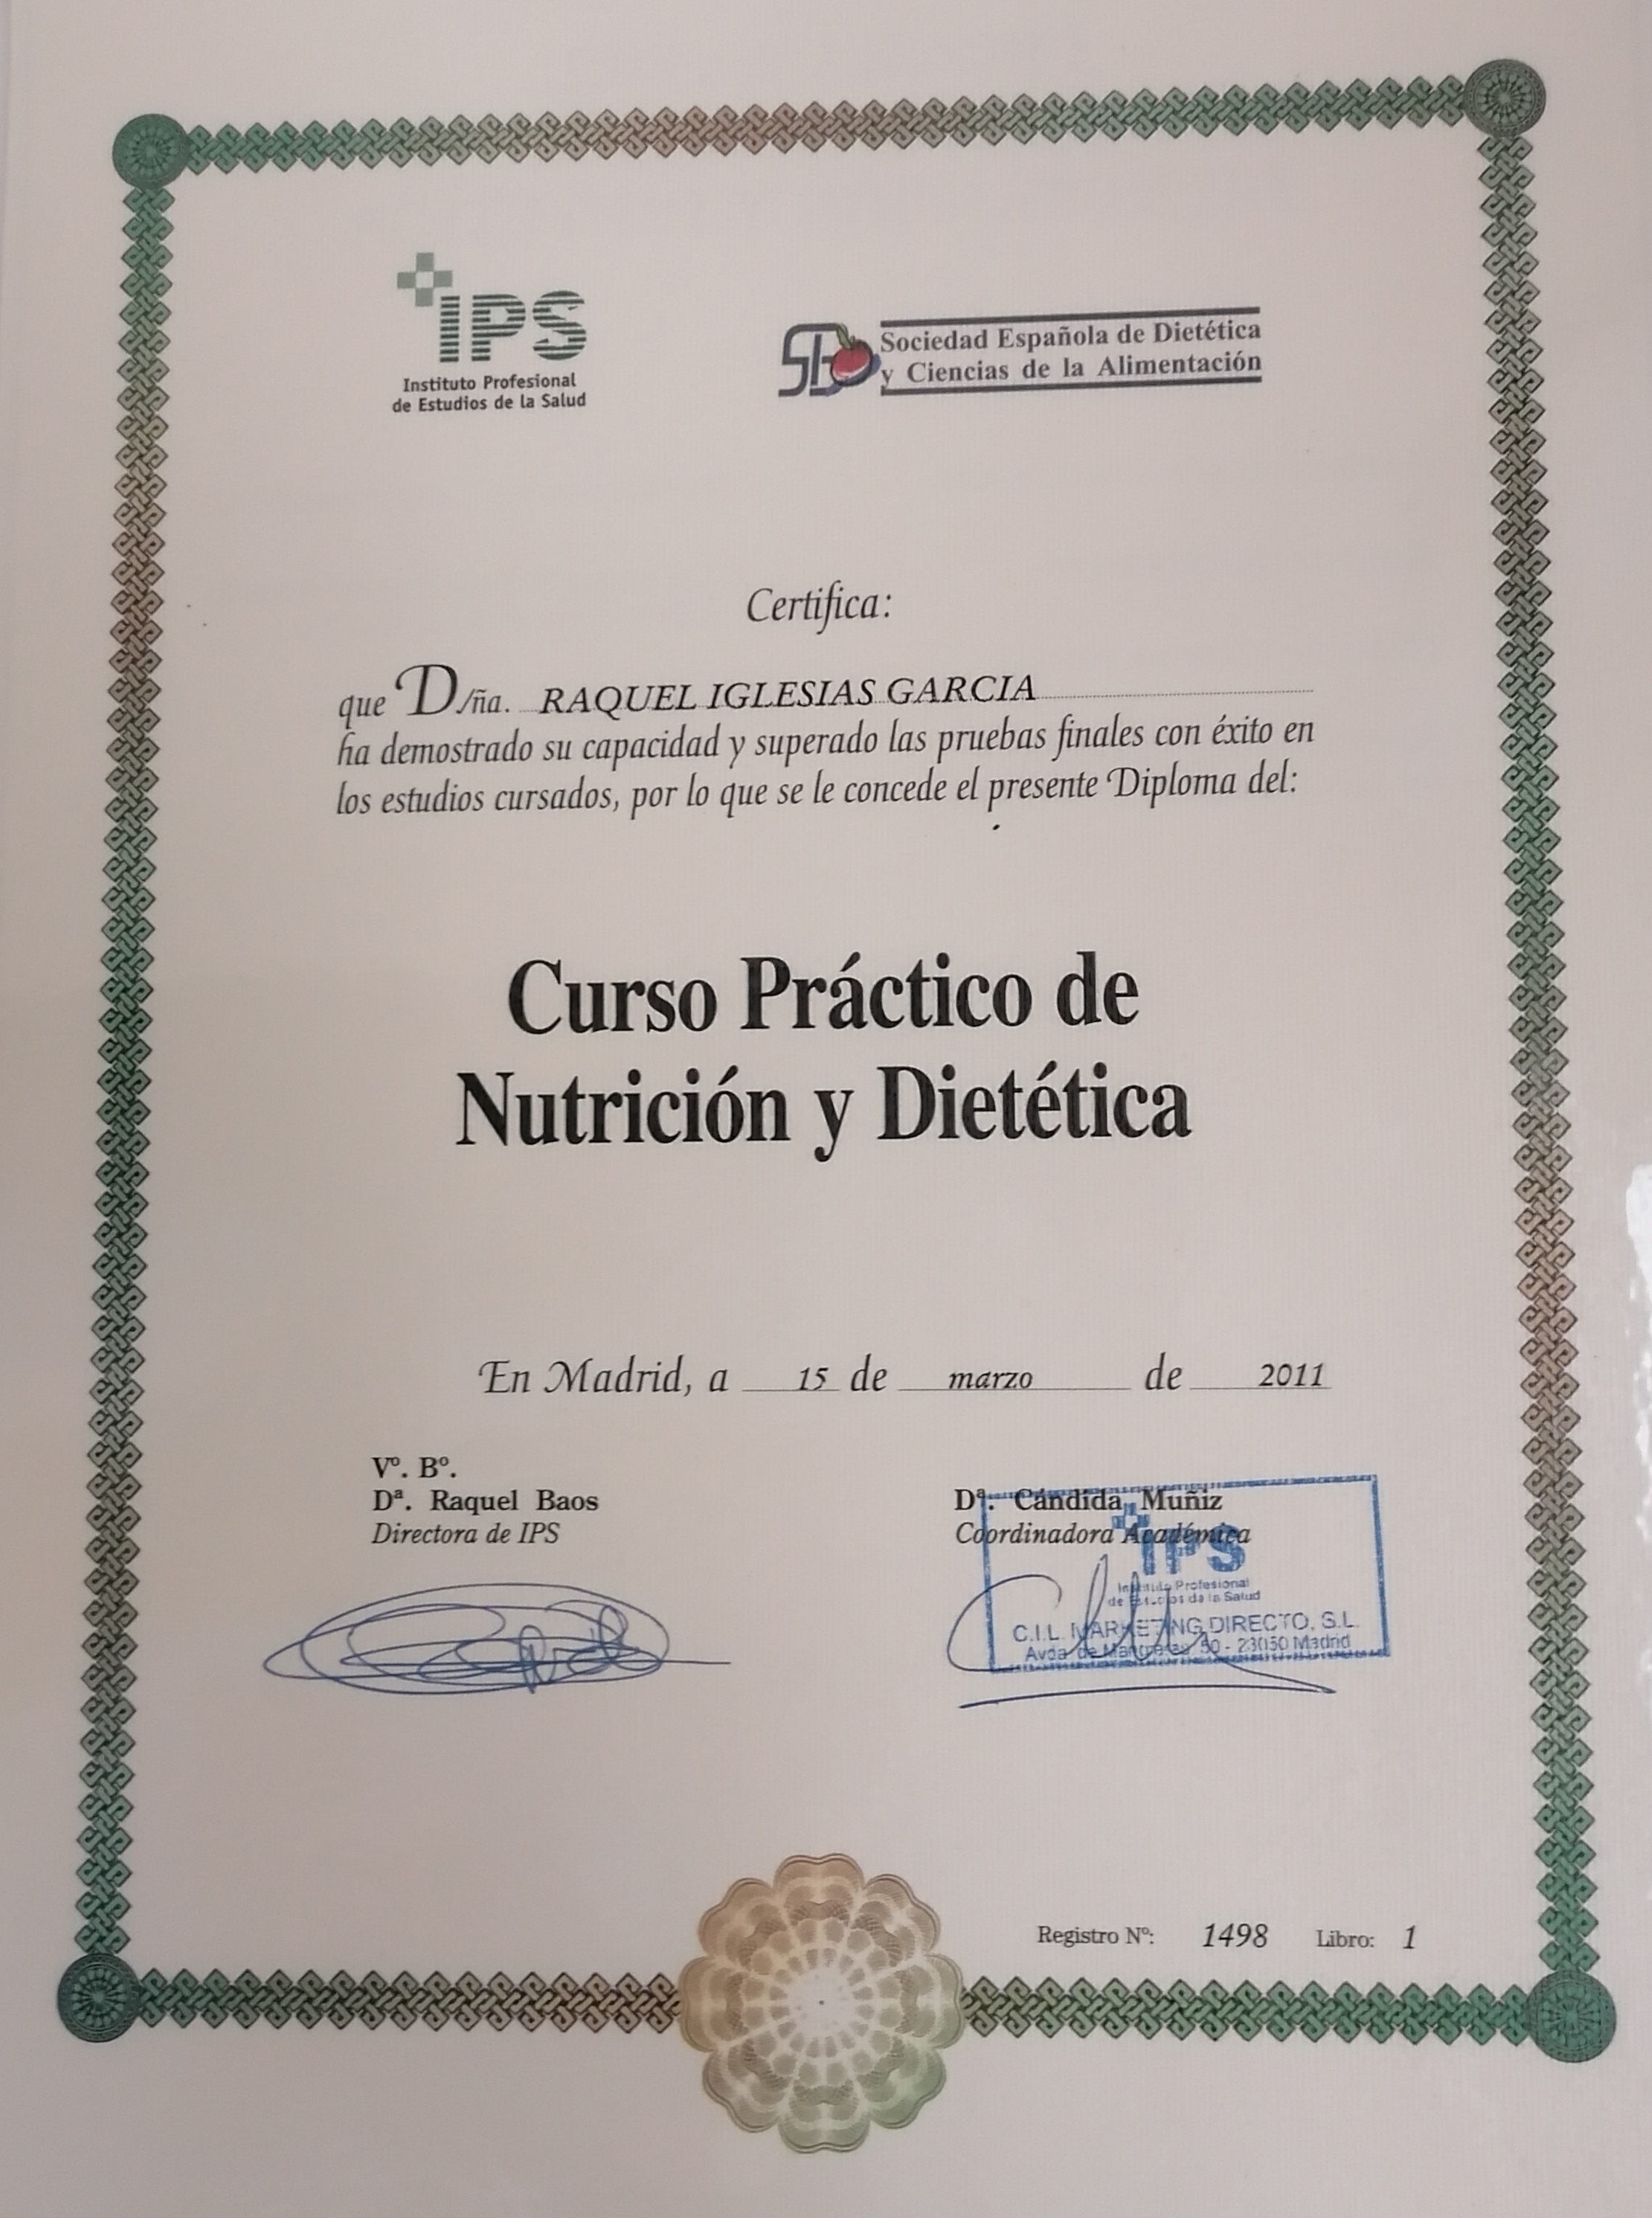 IPS
Instituto Profesional
de Estudios de la Salud
Sociedad Española de Dietética
y Ciencias de la Alimentación
Certifica:
que D/ña. RAQUEL IGLESIAS GARCIA
ha demostrado su capacidad y superado las pruebas finales con éxito en
los estudios cursados, por lo que se le concede el presente Diploma del:
Curso Práctico de
Nutrición y Dietética
En Madrid, a 15 de marzo de 2011
Vº. Bº.
Dª. Raquel Baos
Directora de IPS
Dª. Cándida Muñiz
Coordinadora Académica
IPS
Instituto Profesional
de Estudios de la Salud
C.I.L. MARKETING DIRECTO, S.L.
Avda. de 50 - 23050 Madrid
Registro Nº: 1498 Libro: 1